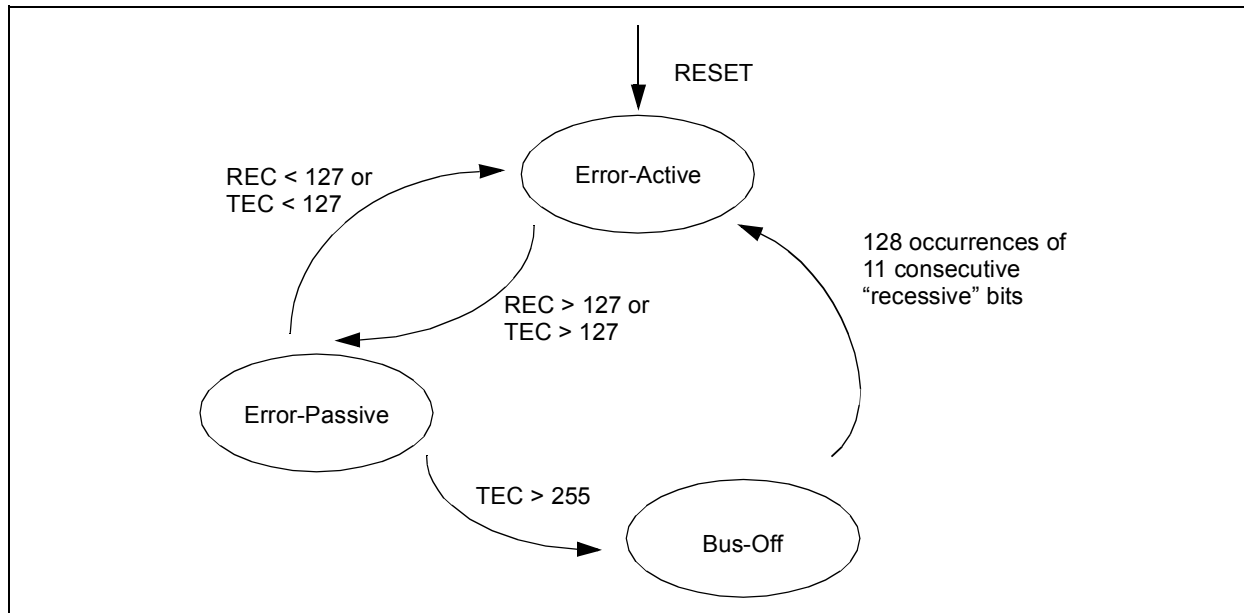 RESET
Error-Active
REC < 127 or
TEC < 127
128 occurrences of
11 consecutive
“recessive” bits
REC > 127 or
TEC > 127
Error-Passive
TEC > 255
Bus-Off